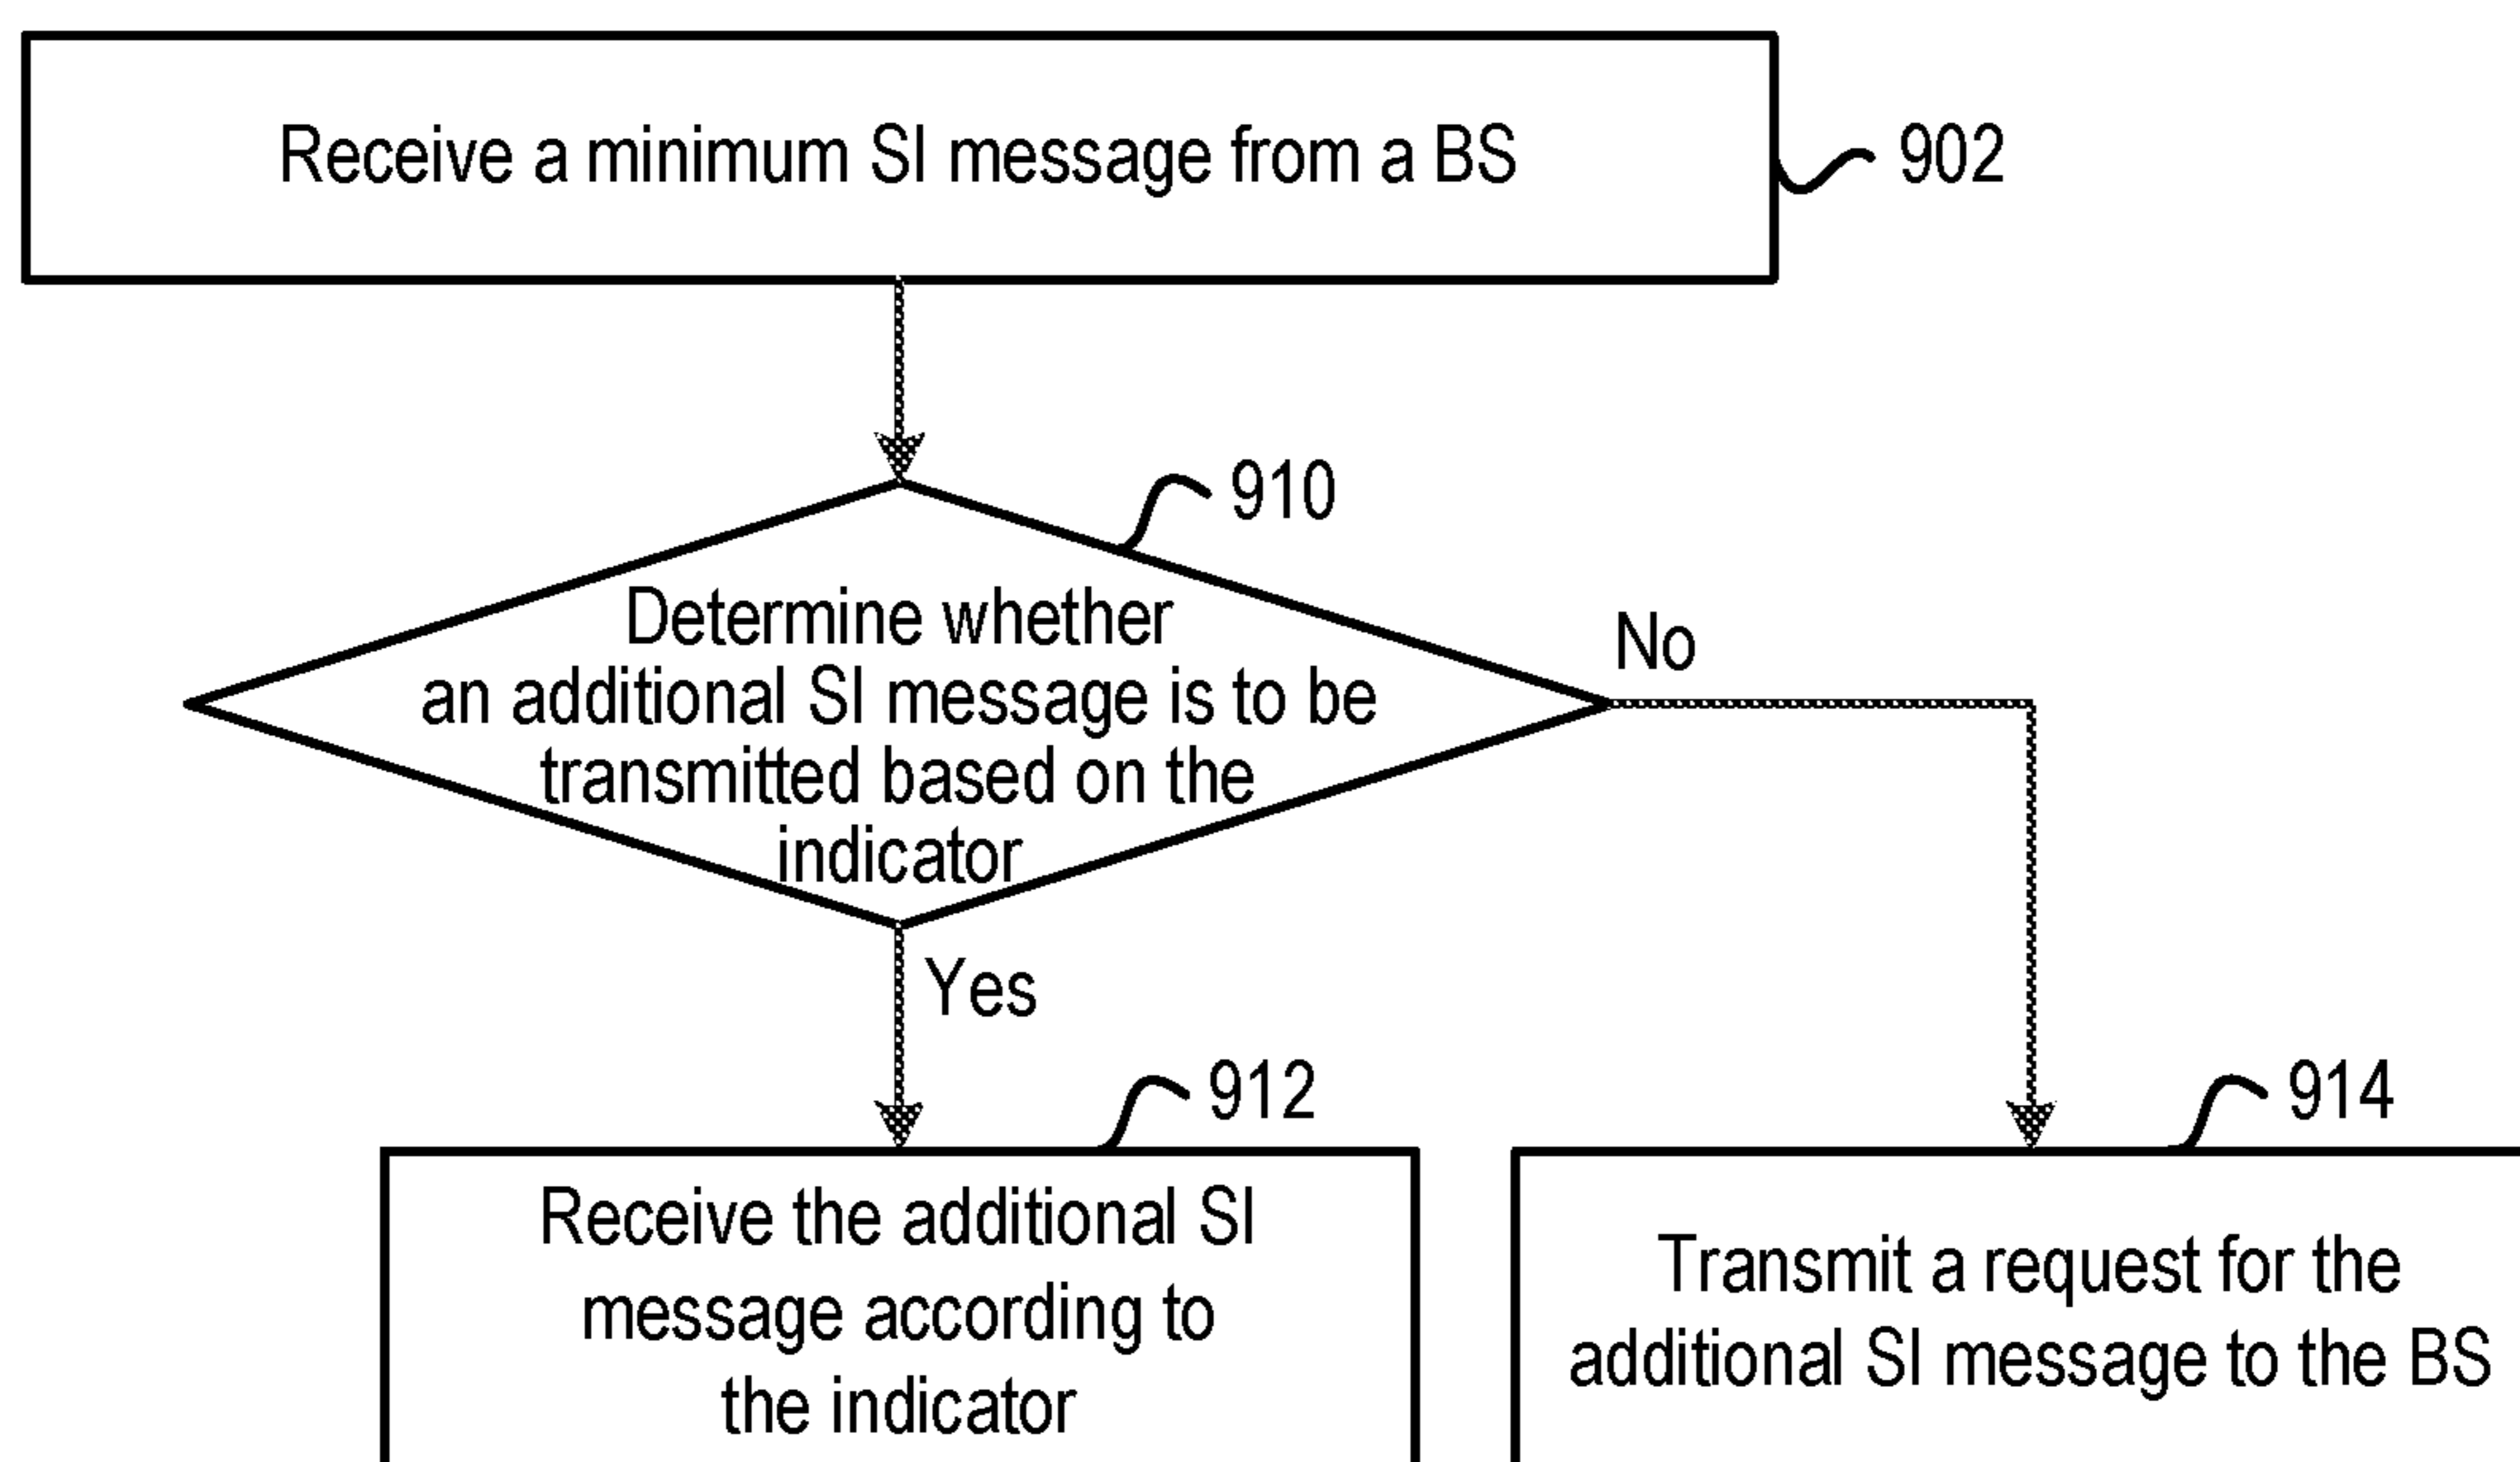 Receive a minimum SI message from a BS
902
910
Determine whether
an additional SI message is to be
transmitted based on the
indicator
No
Yes
912
Receive the additional SI
message according to
the indicator
914
Transmit a request for the
additional SI message to the BS